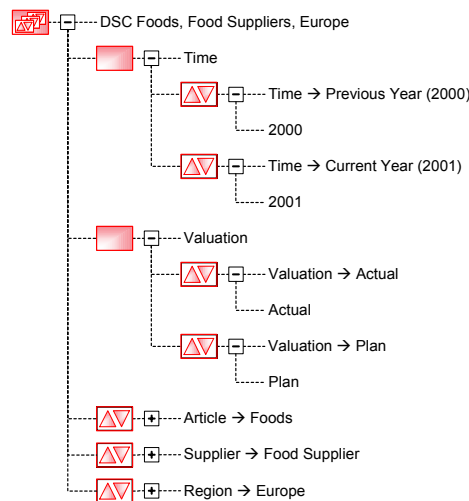 DSC Foods, Food Suppliers, Europe
Time
Time → Previous Year (2000)
2000
Time → Current Year (2001)
2001
Valuation
Valuation → Actual
Actual
Valuation → Plan
Plan
Article → Foods
Supplier → Food Supplier
Region → Europe